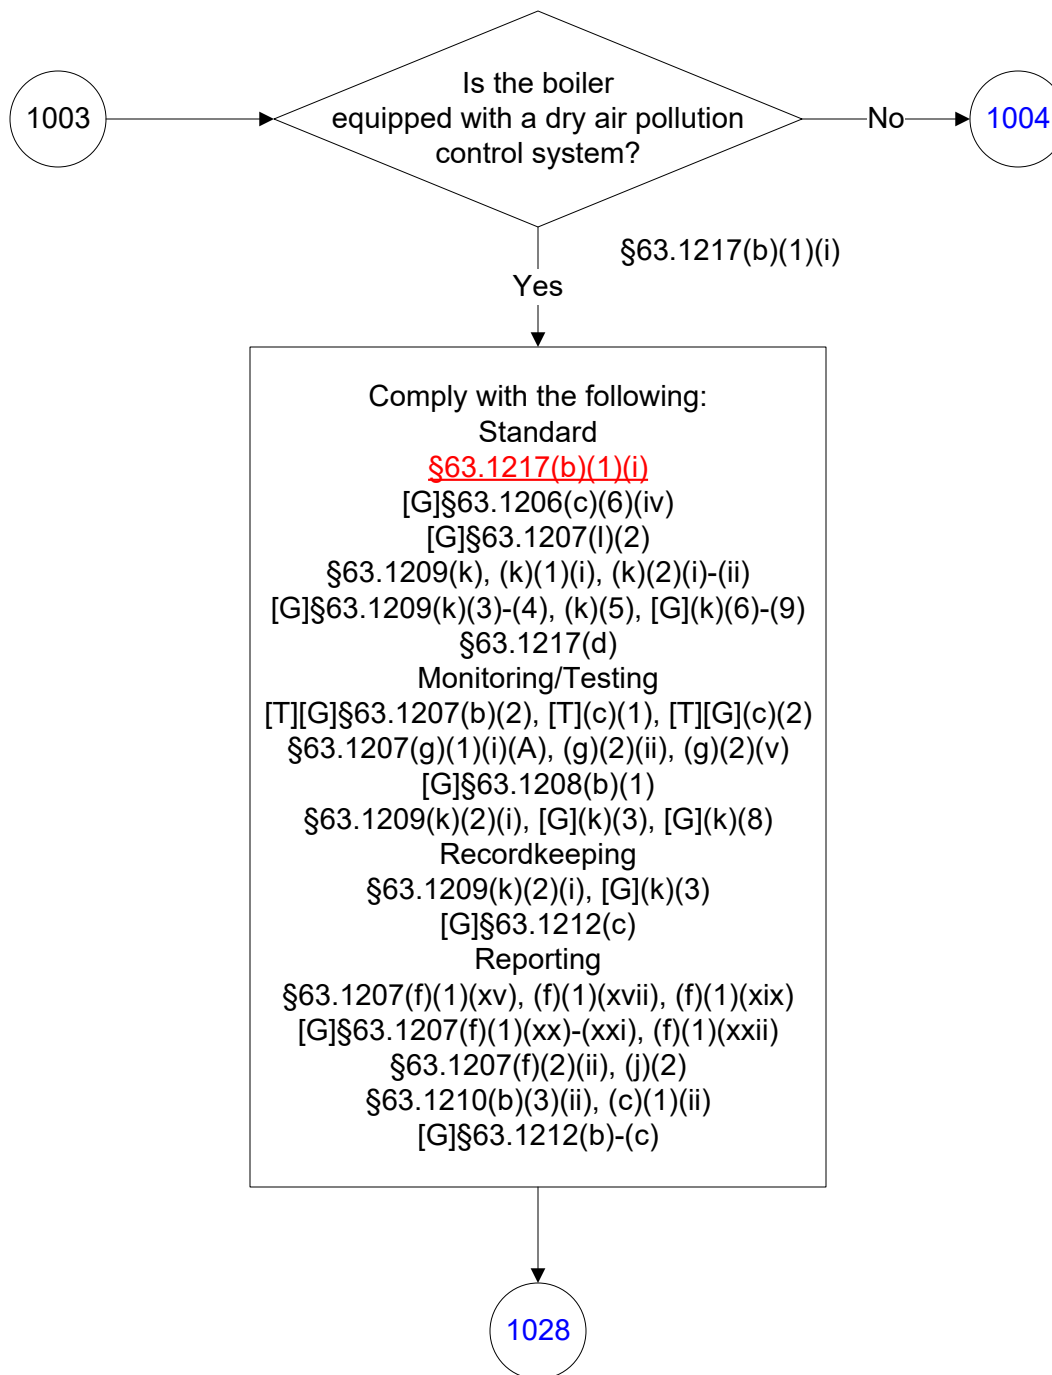 Is the boiler
equipped with a dry air pollution
control system?
1003
No
1004
§63.1217(b)(1)(i)
Yes
Comply with the following:
Standard
§63.1217(b)(1)(i)
[G]§63.1206(c)(6)(iv)
[G]§63.1207(l)(2)
§63.1209(k), (k)(1)(i), (k)(2)(i)-(ii)
[G]§63.1209(k)(3)-(4), (k)(5), [G](k)(6)-(9)
§63.1217(d)
Monitoring/Testing
[T][G]§63.1207(b)(2), [T](c)(1), [T][G](c)(2)
§63.1207(g)(1)(i)(A), (g)(2)(ii), (g)(2)(v)
[G]§63.1208(b)(1)
§63.1209(k)(2)(i), [G](k)(3), [G](k)(8)
Recordkeeping
§63.1209(k)(2)(i), [G](k)(3)
[G]§63.1212(c)
Reporting
§63.1207(f)(1)(xv), (f)(1)(xvii), (f)(1)(xix)
[G]§63.1207(f)(1)(xx)-(xxi), (f)(1)(xxii)
§63.1207(f)(2)(ii), (j)(2)
§63.1210(b)(3)(ii), (c)(1)(ii)
[G]§63.1212(b)-(c)
1028